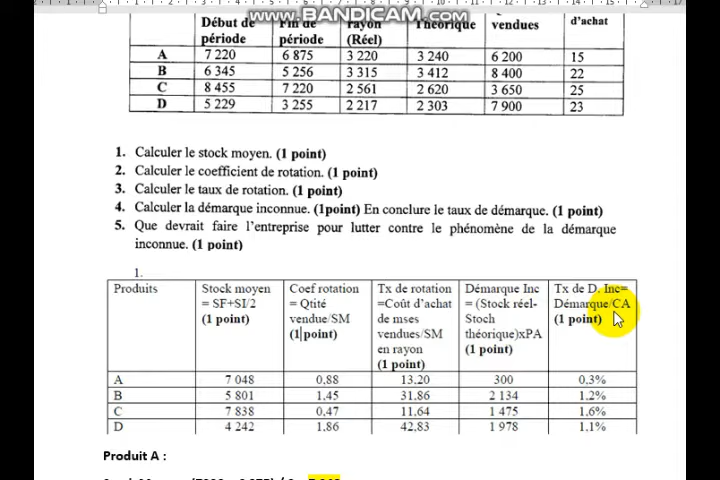 WWW.BANDICAM.COM
Début de Fin de rayon Théorique vendues d'achat
période période (Réel)
A 7 220 6 875 3 220 3 240 6 200 15
B 6 345 5 256 3 315 3 412 8 400 22
C 8 455 7 220 2 561 2 620 3 650 25
D 5 229 3 255 2 217 2 303 7 900 23
1. Calculer le stock moyen. (1 point)
2. Calculer le coefficient de rotation. (1 point)
3. Calculer le taux de rotation. (1 point)
4. Calculer la démarque inconnue. (1point) En conclure le taux de démarque. (1 point)
5. Que devrait faire l'entreprise pour lutter contre le phénomène de la démarque
inconnue. (1 point)
1.
Produits Stock moyen Coef rotation Tx de rotation Démarque Inc Tx de D. Inc=
= SF+SI/2 = Qtité =Coût d'achat = (Stock réel- Démarque/CA
(1 point) vendue/SM de mses Stoch (1 point)
(1 point) vendues/SM théorique)xPA
en rayon (1 point)
(1 point)
A 7 048 0,88 13,20 300 0,3%
B 5 801 1,45 31,86 2 134 1,2%
C 7 838 0,47 11,64 1 475 1,6%
D 4 242 1,86 42,83 1 978 1,1%
Produit A :